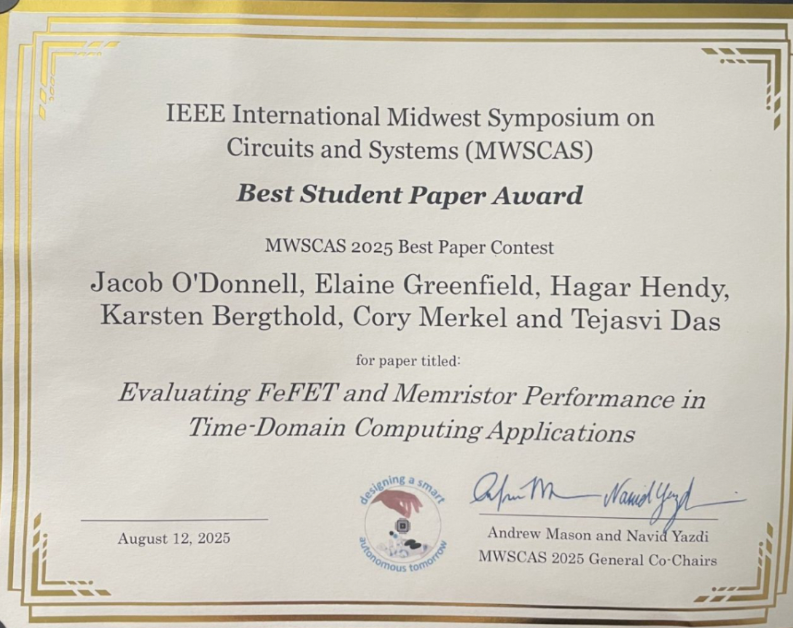 IEEE International Midwest Symposium on
Circuits and Systems (MWSCAS)
Best Student Paper Award
MWSCAS 2025 Best Paper Contest
Jacob O'Donnell, Elaine Greenfield, Hagar Hendy,
Karsten Bergthold, Cory Merkel and Tejasvi Das
for paper titled:
Evaluating FeFET and Memristor Performance in
Time-Domain Computing Applications
designing a smart
autonomous tomorrow
August 12, 2025
Andrew Mason and Navid Yazdi
MWSCAS 2025 General Co-Chairs